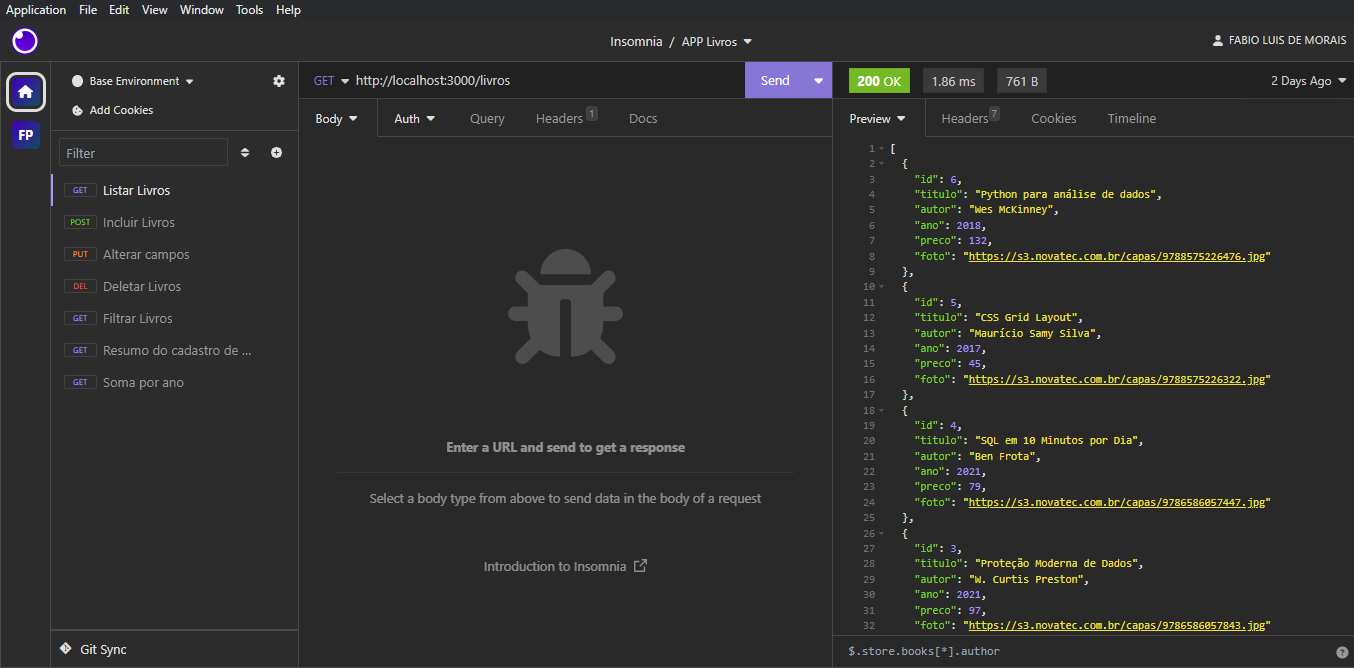 Application File Edit View Window Tools Help
Insomnia / APP Livros
FABIO LUIS DE MORAIS
FP
Base Environment
Add Cookies
Filter
GET Listar Livros
POST Incluir Livros
PUT Alterar campos
DEL Deletar Livros
GET Filtrar Livros
GET Resumo do cadastro de ...
GET Soma por ano
Git Sync
GET http://localhost:3000/livros Send
Body Auth Query Headers 1 Docs
Enter a URL and send to get a response
Select a body type from above to send data in the body of a request
Introduction to Insomnia
200 OK 1.86 ms 761 B 2 Days Ago
Preview Headers 7 Cookies Timeline
1 [
2 {
3 "id": 6,
4 "titulo": "Python para análise de dados",
5 "autor": "Wes McKinney",
6 "ano": 2018,
7 "preco": 132,
8 "foto": "https://s3.novatec.com.br/capas/9788575226476.jpg"
9 },
10 {
11 "id": 5,
12 "titulo": "CSS Grid Layout",
13 "autor": "Maurício Samy Silva",
14 "ano": 2017,
15 "preco": 45,
16 "foto": "https://s3.novatec.com.br/capas/9788575226322.jpg"
17 },
18 {
19 "id": 4,
20 "titulo": "SQL em 10 Minutos por Dia",
21 "autor": "Ben Frota",
22 "ano": 2021,
23 "preco": 79,
24 "foto": "https://s3.novatec.com.br/capas/9786586057447.jpg"
25 },
26 {
27 "id": 3,
28 "titulo": "Proteção Moderna de Dados",
29 "autor": "W. Curtis Preston",
30 "ano": 2021,
31 "preco": 97,
32 "foto": "https://s3.novatec.com.br/capas/9786586057843.jpg"
$.store.books[*].author ?